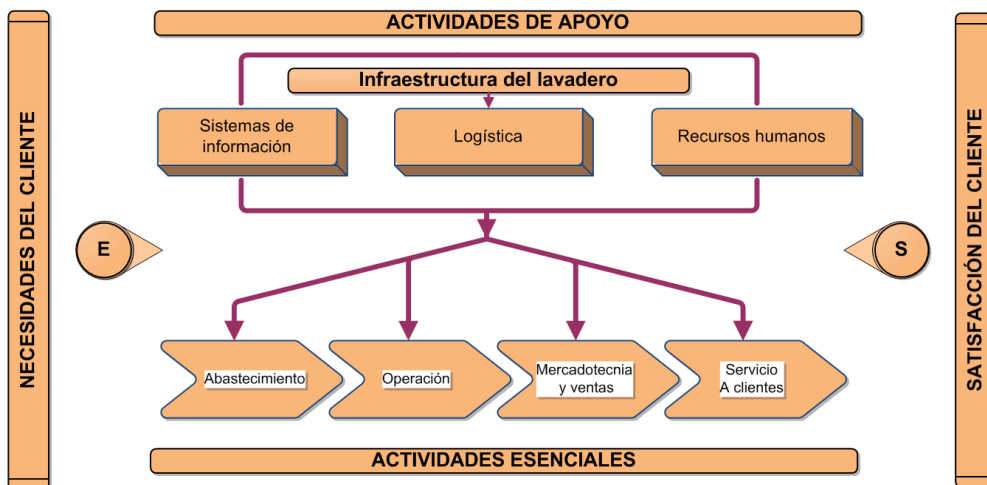 ACTIVIDADES DE APOYO
NECESIDADES DEL CLIENTE
Infraestructura del lavadero
Sistemas de
información
Logística
Recursos humanos
E
S
SATISFACCIÓN DEL CLIENTE
Abastecimiento
Operación
Mercadotecnia
y ventas
Servicio
A clientes
ACTIVIDADES ESENCIALES